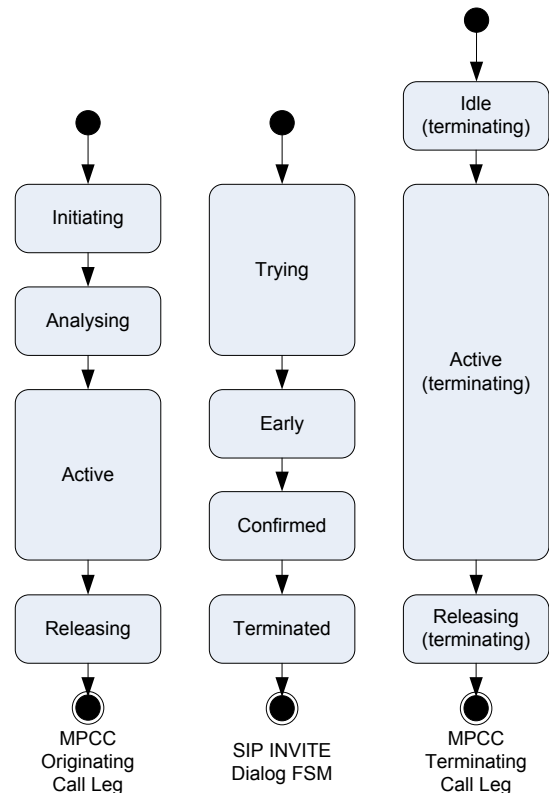 Initiating
Analysing
Active
Releasing
MPCC
Originating
Call Leg
Trying
Early
Confirmed
Terminated
SIP INVITE
Dialog FSM
Idle
(terminating)
Active
(terminating)
Releasing
(terminating)
MPCC
Terminating
Call Leg